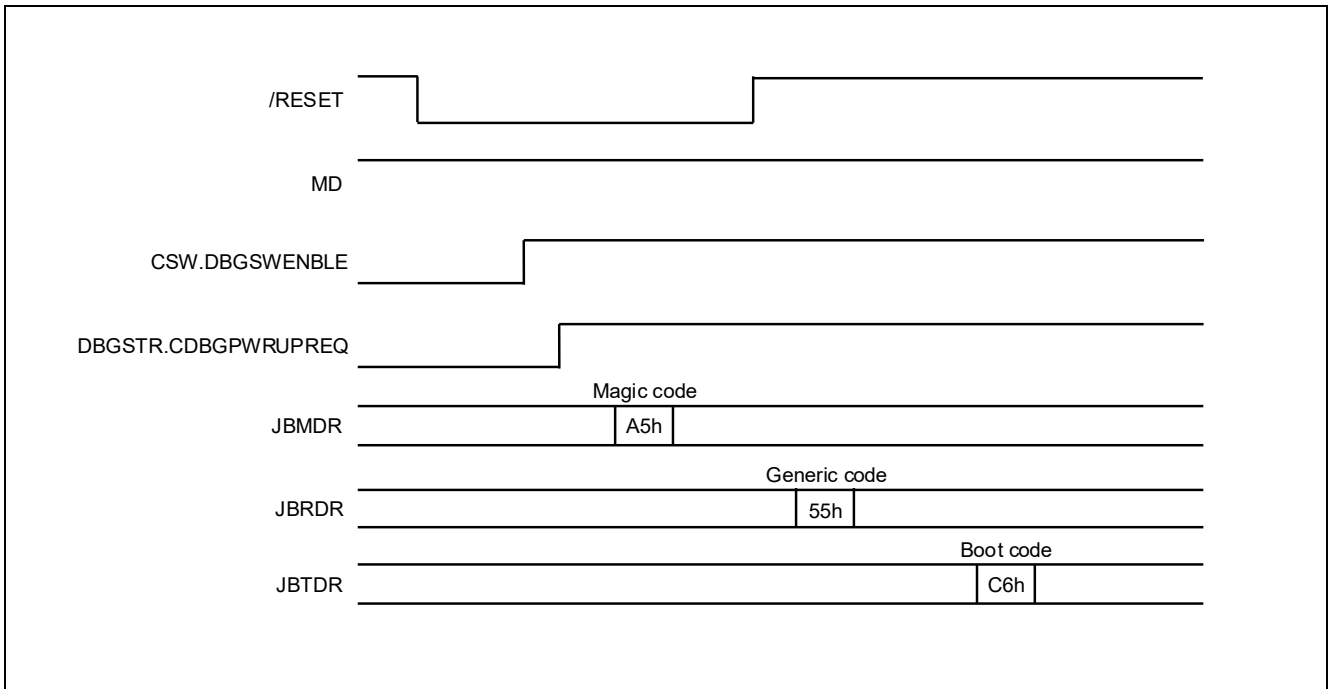 /RESET
MD
CSW.DBGSWENBLE
DBGSTR.CDBGPWRUPREQ
Magic code
JBMDR
A5h
Generic code
JBRDR
55h
Boot code
JBTDR
C6h